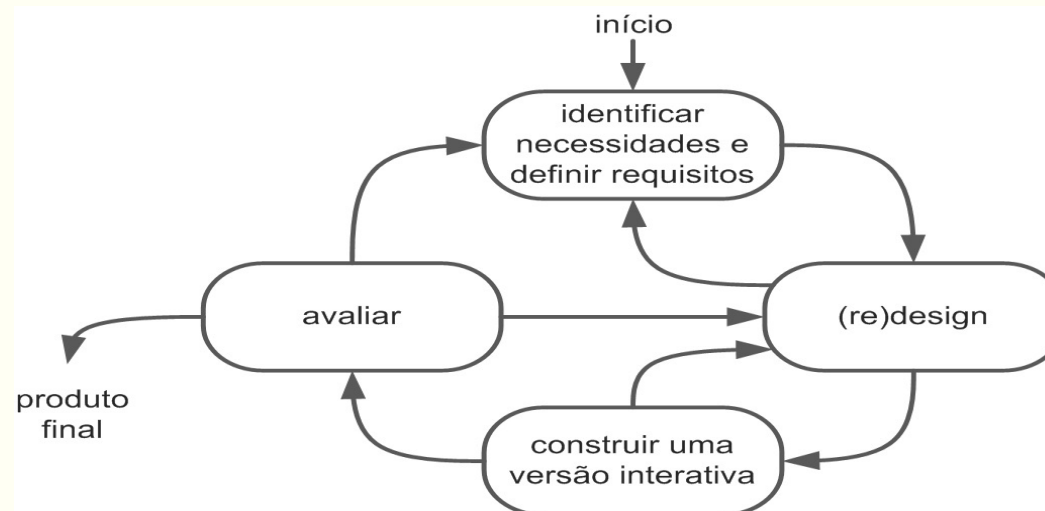 início
identificar
necessidades e
definir requisitos
avaliar
(re)design
produto
final
construir uma
versão interativa